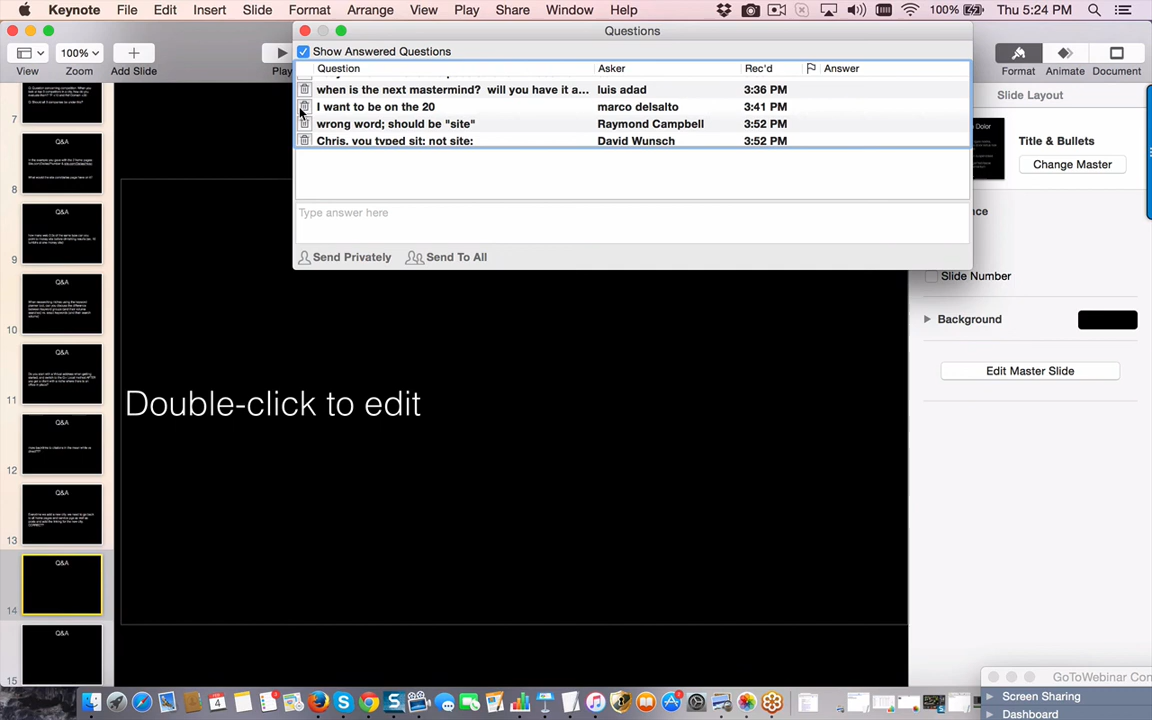 Keynote File Edit Insert Slide Format Arrange View Play Share Window Help 100% Thu 5:24 PM
Questions
100%
View Zoom Add Slide Play
Format Animate Document
Show Answered Questions
Question Asker Rec'd Answer
when is the next mastermind? will you have it a... luis adad 3:36 PM
I want to be on the 20 marco delsalto 3:41 PM
wrong word; should be "site" Raymond Campbell 3:52 PM
Chris, you typed sit: not site: David Wunsch 3:52 PM
Type answer here
Send Privately Send To All
Slide Layout
Title & Bullets
Change Master
nce
Slide Number
Background
Edit Master Slide
Double-click to edit
7
Q&A
8
Q&A
9
Q&A
10
Q&A
11
Q&A
12
Q&A
13
Q&A
14
Q&A
15
GoToWebinar Con
Screen Sharing
Dashboard